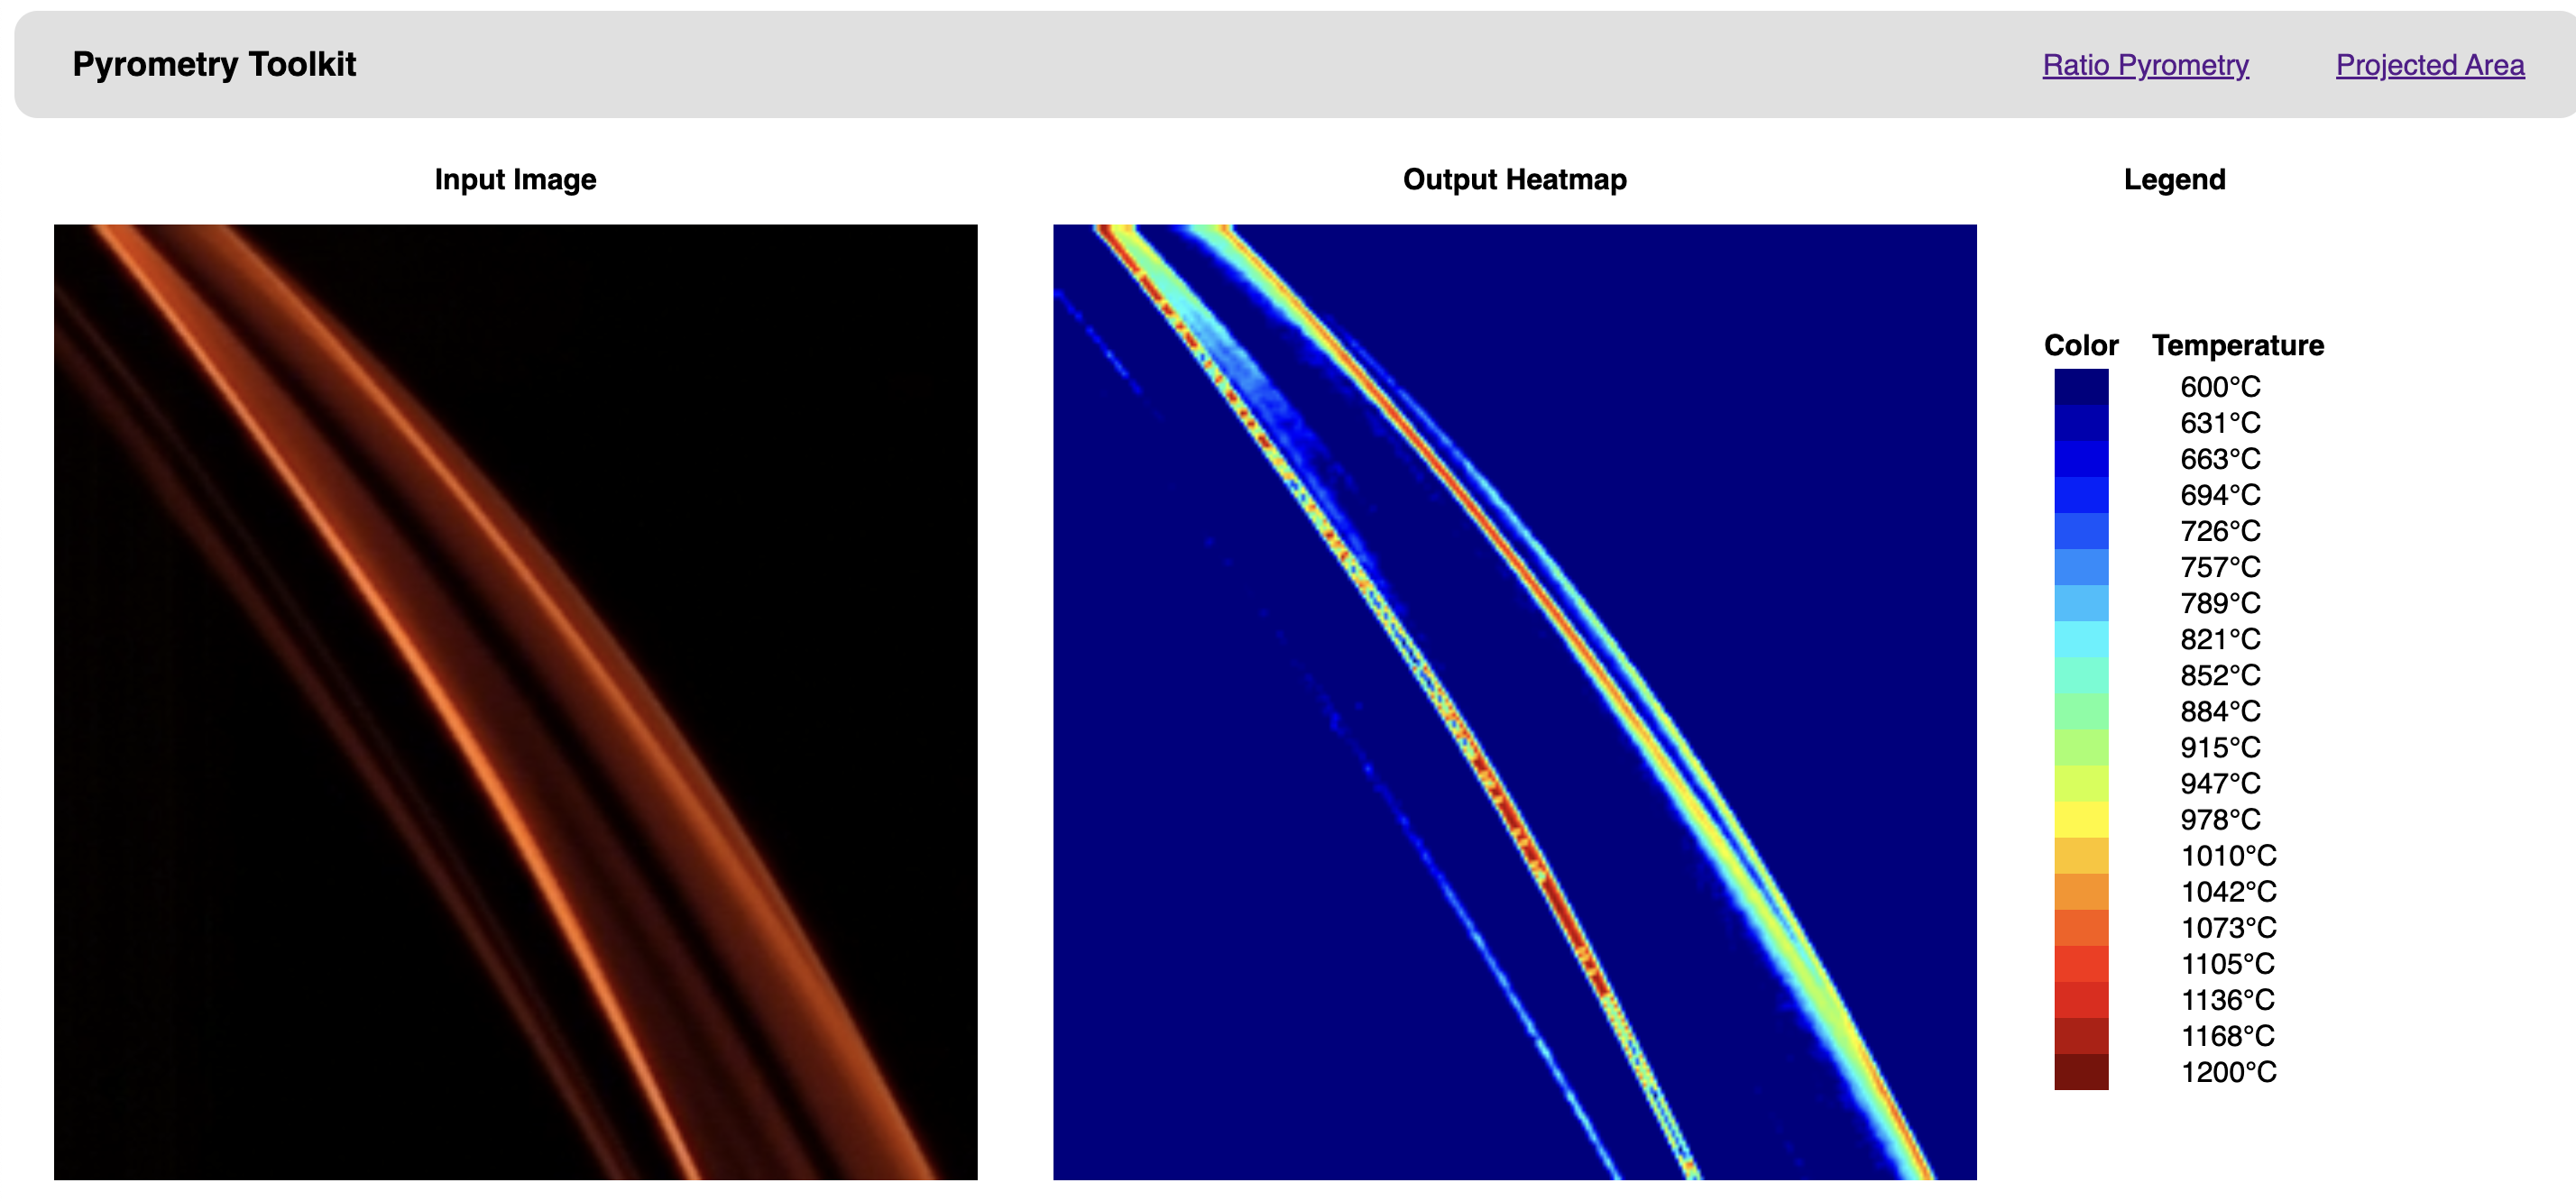 Pyrometry Toolkit
Ratio Pyrometry
Projected Area
Input Image
Output Heatmap
Legend
Color Temperature
600°C
631°C
663°C
694°C
726°C
757°C
789°C
821°C
852°C
884°C
915°C
947°C
978°C
1010°C
1042°C
1073°C
1105°C
1136°C
1168°C
1200°C